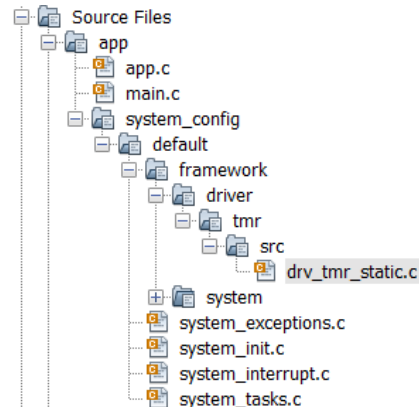 Source Files
app
app.c
main.c
system_config
default
framework
driver
tmr
src
drv_tmr_static.c
system
system_exceptions.c
system_init.c
system_interrupt.c
system_tasks.c